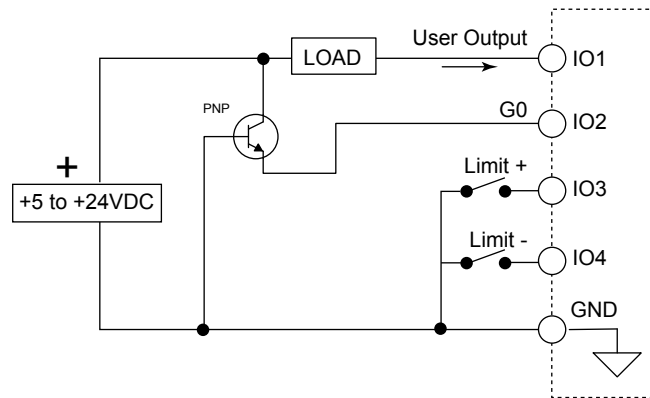 User Output
LOAD
IO1
PNP
G0
IO2
+
+5 to +24VDC
Limit +
IO3
Limit -
IO4
GND